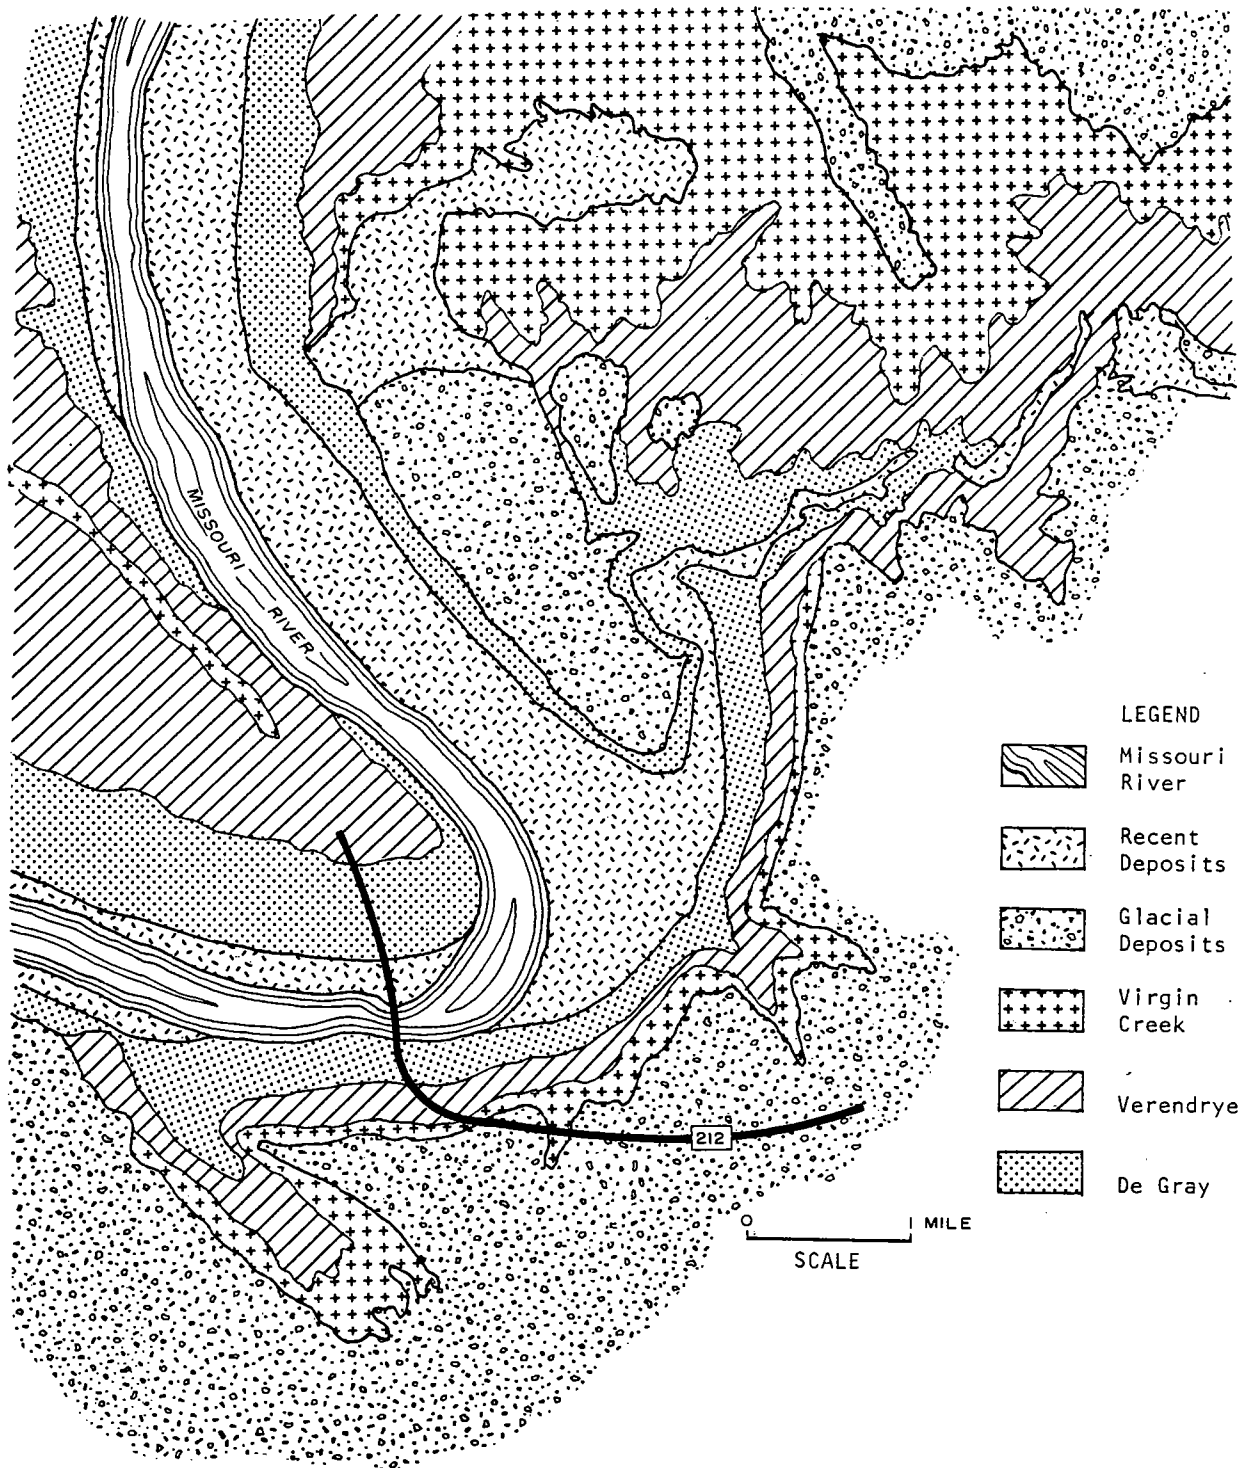 MISSOURI
RIVER
LEGEND
Missouri
River
Recent
Deposits
Glacial
Deposits
Virgin
Creek
Verendrye
De Gray
212
0 1 MILE
SCALE